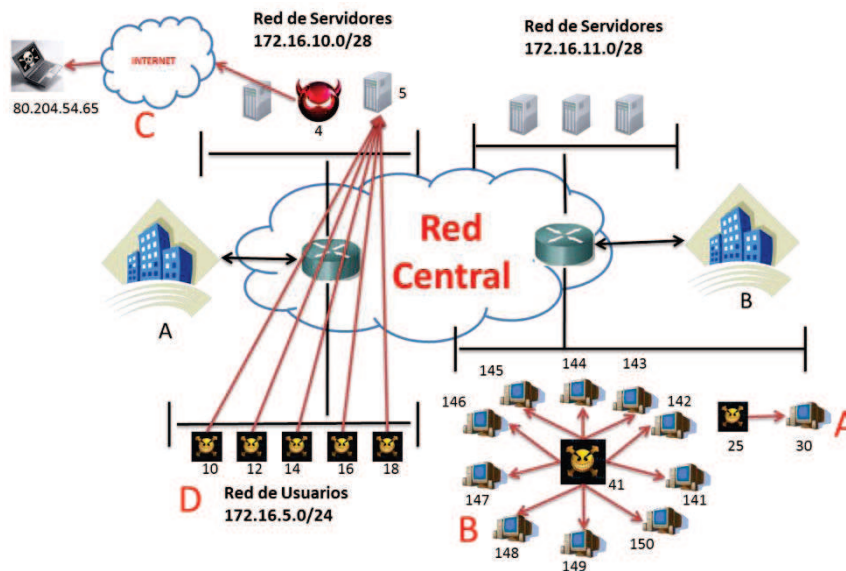 Red de Servidores
172.16.10.0/28
Red de Servidores
172.16.11.0/28
INTERNET
80.204.54.65
C
4
5
Red
Central
A
B
145
144
143
146
142
147
141
148
149
150
41
B
25
30
A
10
12
14
16
18
D
Red de Usuarios
172.16.5.0/24